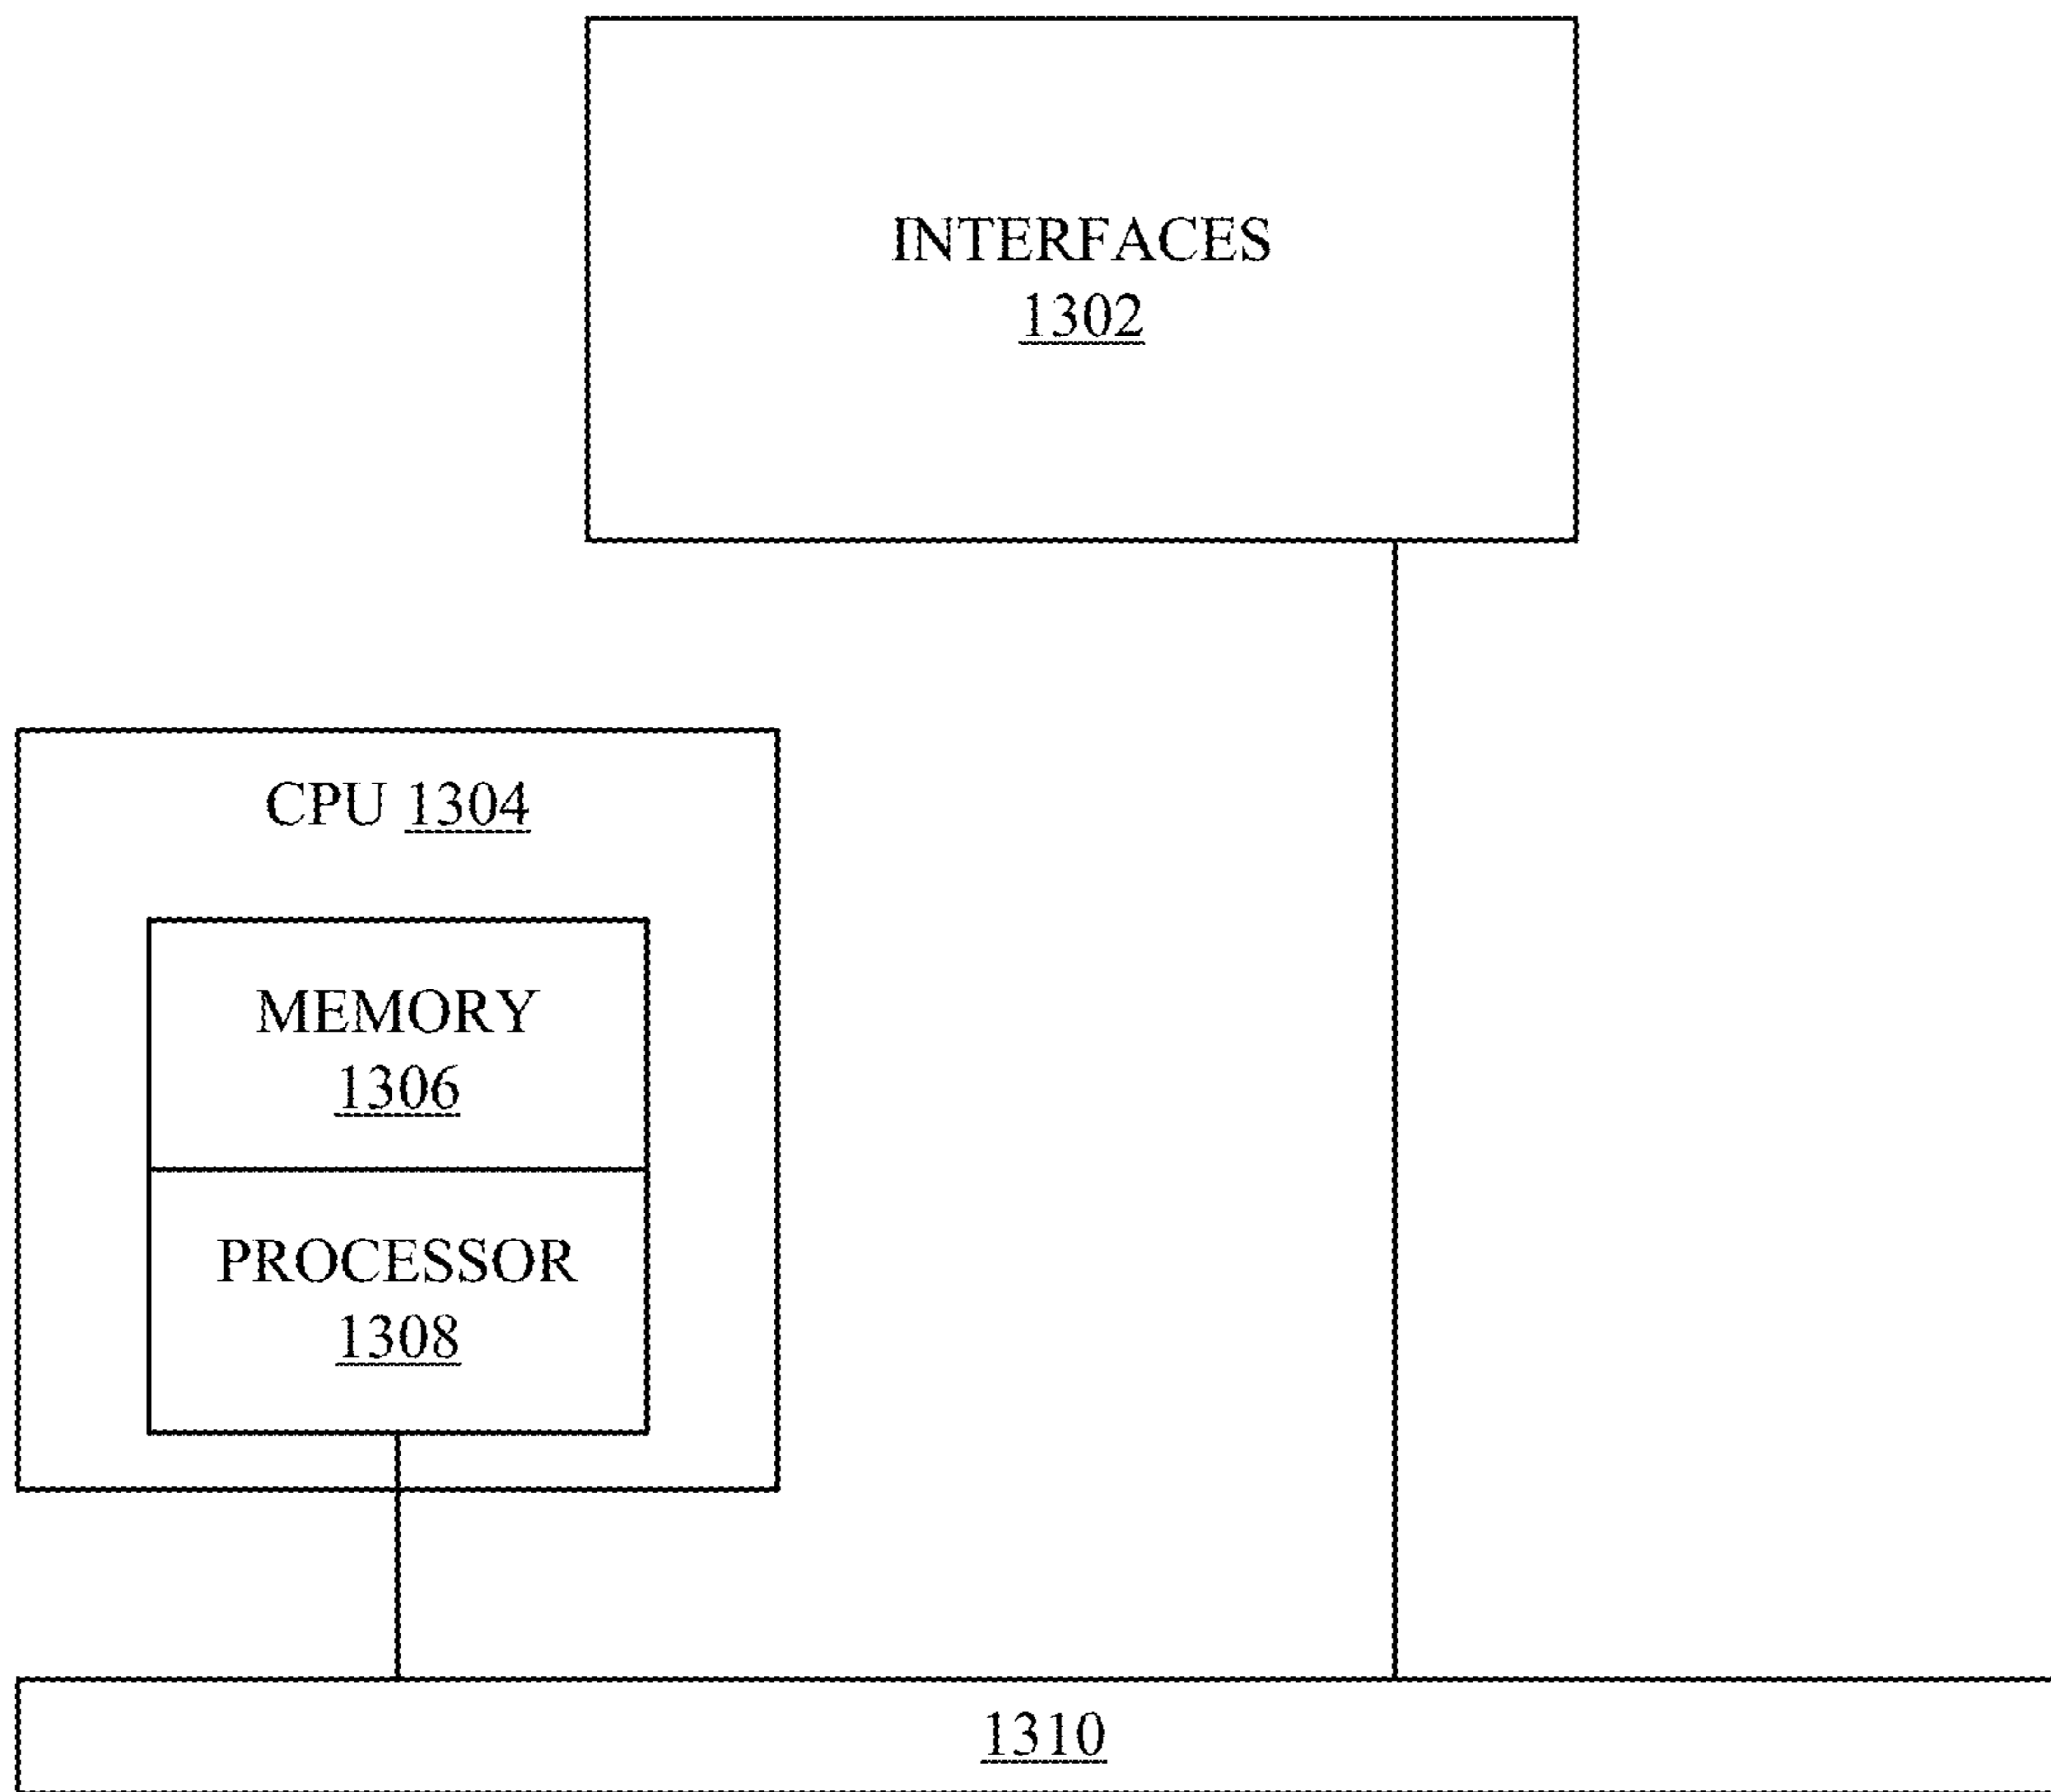 INTERFACES
1302
CPU 1304
MEMORY
1306
PROCESSOR
1308
1310